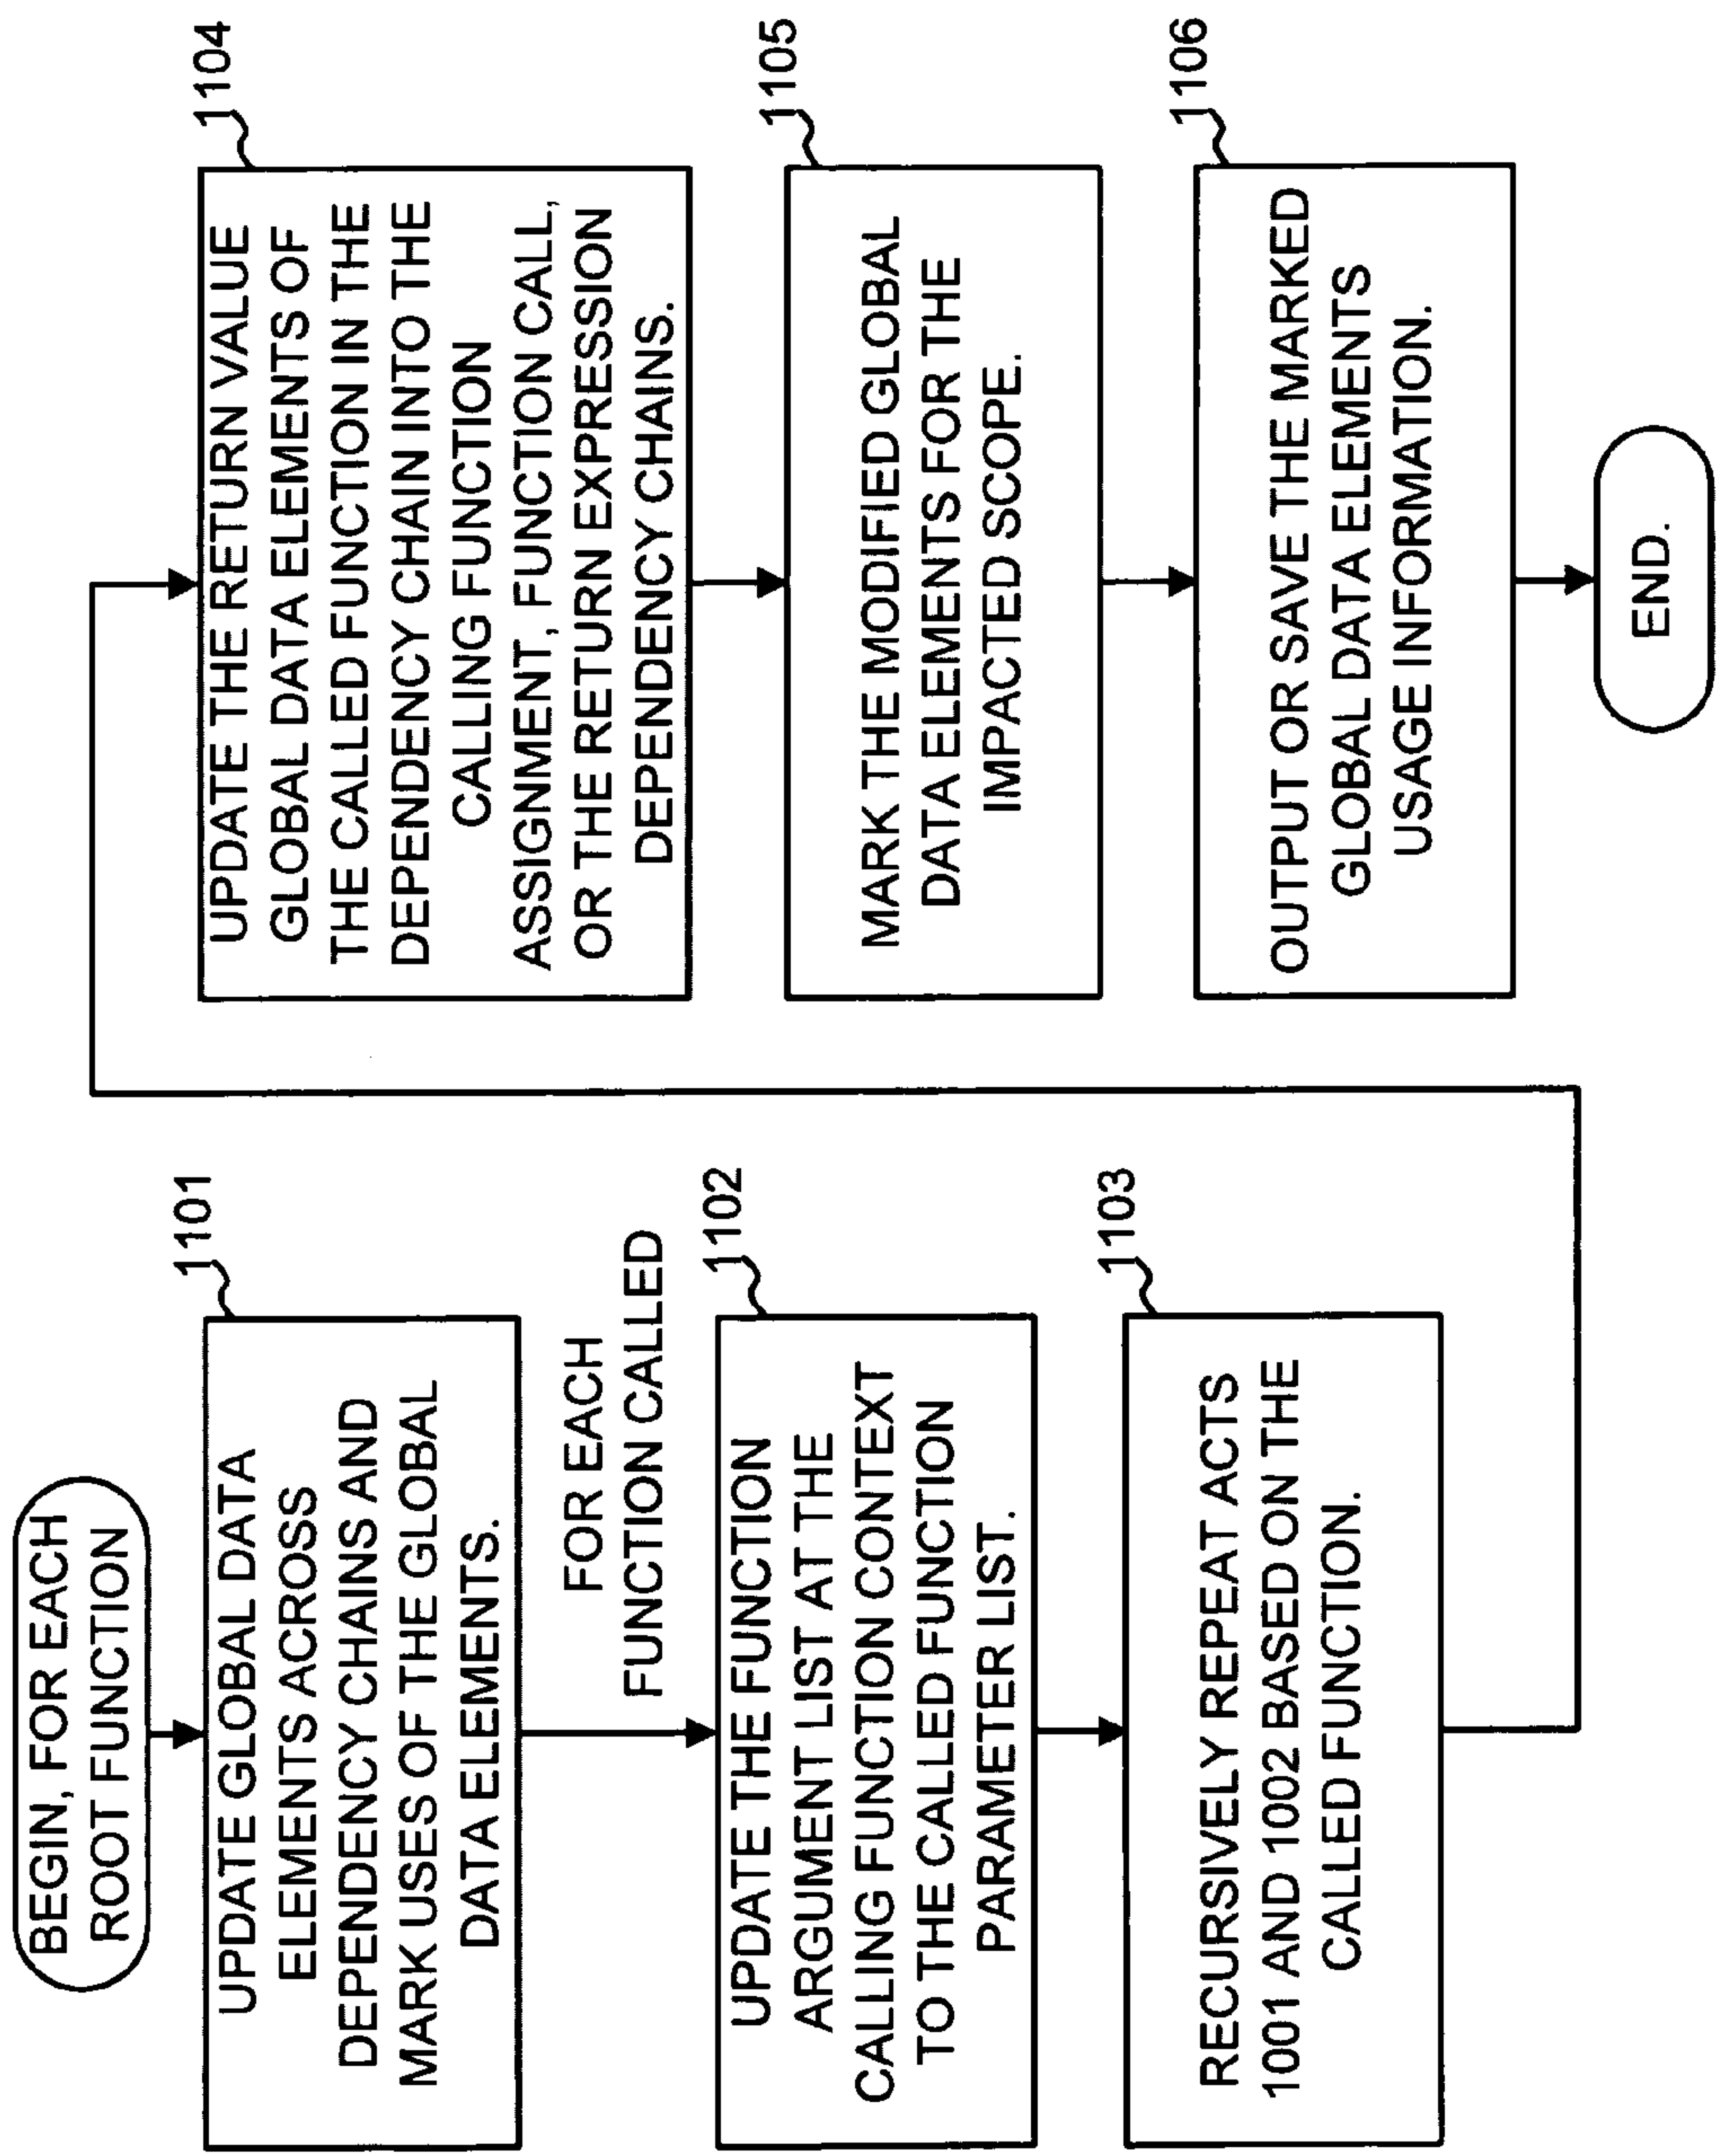 BEGIN, FOR EACH
ROOT FUNCTION
1101
UPDATE GLOBAL DATA
ELEMENTS ACROSS
DEPENDENCY CHAINS AND
MARK USES OF THE GLOBAL
DATA ELEMENTS.
FOR EACH
FUNCTION CALLED
1102
UPDATE THE FUNCTION
ARGUMENT LIST AT THE
CALLING FUNCTION CONTEXT
TO THE CALLED FUNCTION
PARAMETER LIST.
1103
RECURSIVELY REPEAT ACTS
1001 AND 1002 BASED ON THE
CALLED FUNCTION.
1104
UPDATE THE RETURN VALUE
GLOBAL DATA ELEMENTS OF
THE CALLED FUNCTION IN THE
DEPENDENCY CHAIN INTO THE
CALLING FUNCTION
ASSIGNMENT, FUNCTION CALL,
OR THE RETURN EXPRESSION
DEPENDENCY CHAINS.
1105
MARK THE MODIFIED GLOBAL
DATA ELEMENTS FOR THE
IMPACTED SCOPE.
1106
OUTPUT OR SAVE THE MARKED
GLOBAL DATA ELEMENTS
USAGE INFORMATION.
END.